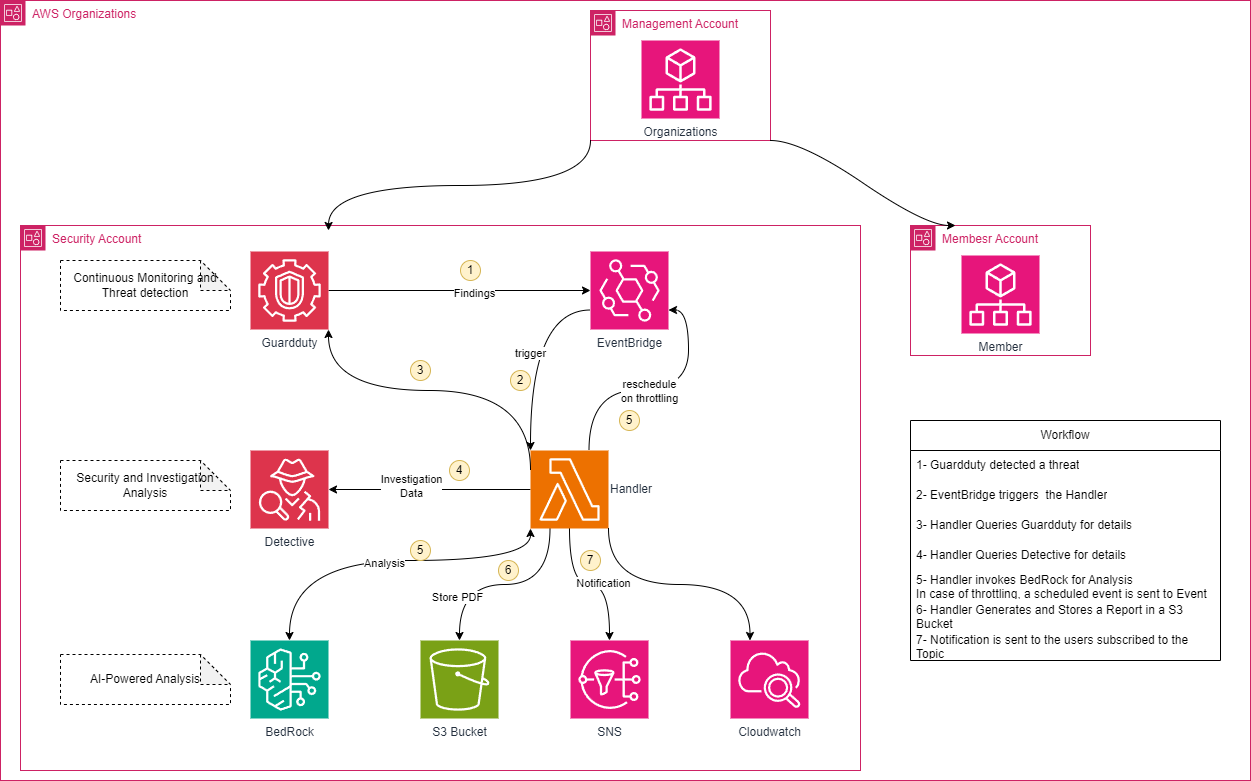 AWS Organizations
Management Account
Organizations
Security Account
Membesr Account
Member
Continuous Monitoring and
Threat detection
Guardduty
1
Findings
EventBridge
trigger
2
3
reschedule
on throttling
5
Security and Investigation
Analysis
Detective
4
Investigation
Data
Handler
5
Analysis
6
Store PDF
7
Notification
AI-Powered Analysis
BedRock
S3 Bucket
SNS
Cloudwatch
Workflow
1- Guardduty detected a threat
2- EventBridge triggers  the Handler
3- Handler Queries Guardduty for details
4- Handler Queries Detective for details
5- Handler invokes BedRock for Analysis
In case of throttling, a scheduled event is sent to Event
6- Handler Generates and Stores a Report in a S3
Bucket
7- Notification is sent to the users subscribed to the
Topic